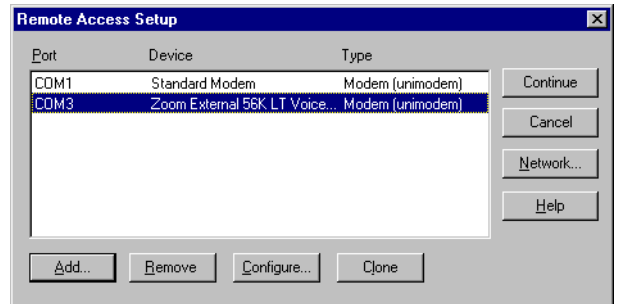 Remote Access Setup
Port Device Type
COM1 Standard Modem Modem (unimodem)
COM3 Zoom External 56K LT Voice... Modem (unimodem)
Continue
Cancel
Network...
Help
Add... Remove Configure... Clone